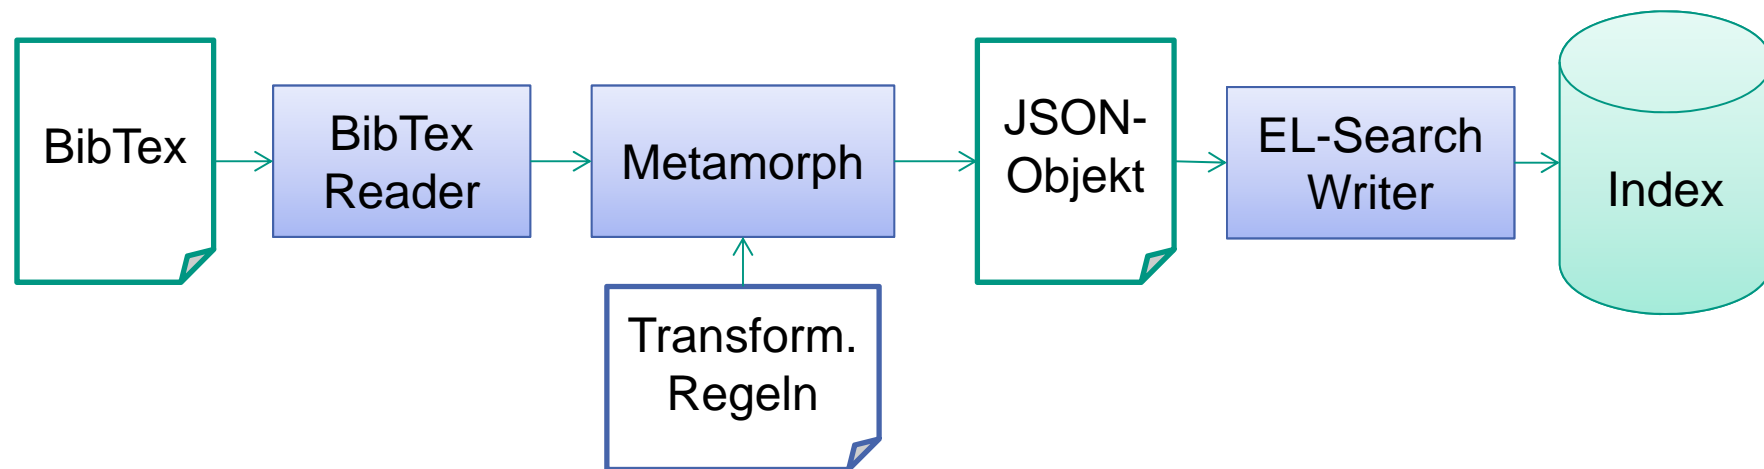 BibTex
BibTex
Reader
Metamorph
JSON-
Objekt
EL-Search
Writer
Index
Transform.
Regeln